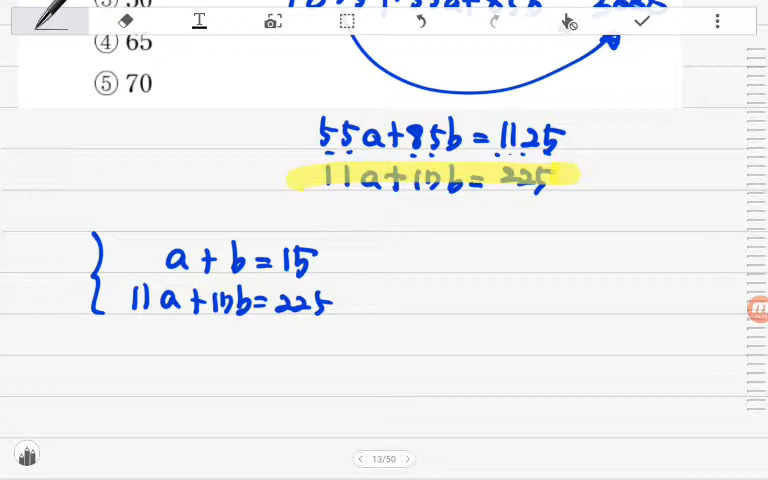 ④ 65
⑤ 70
55a+85b=1125
11a+17b=225
a+b=15
11a+17b=225
13/50